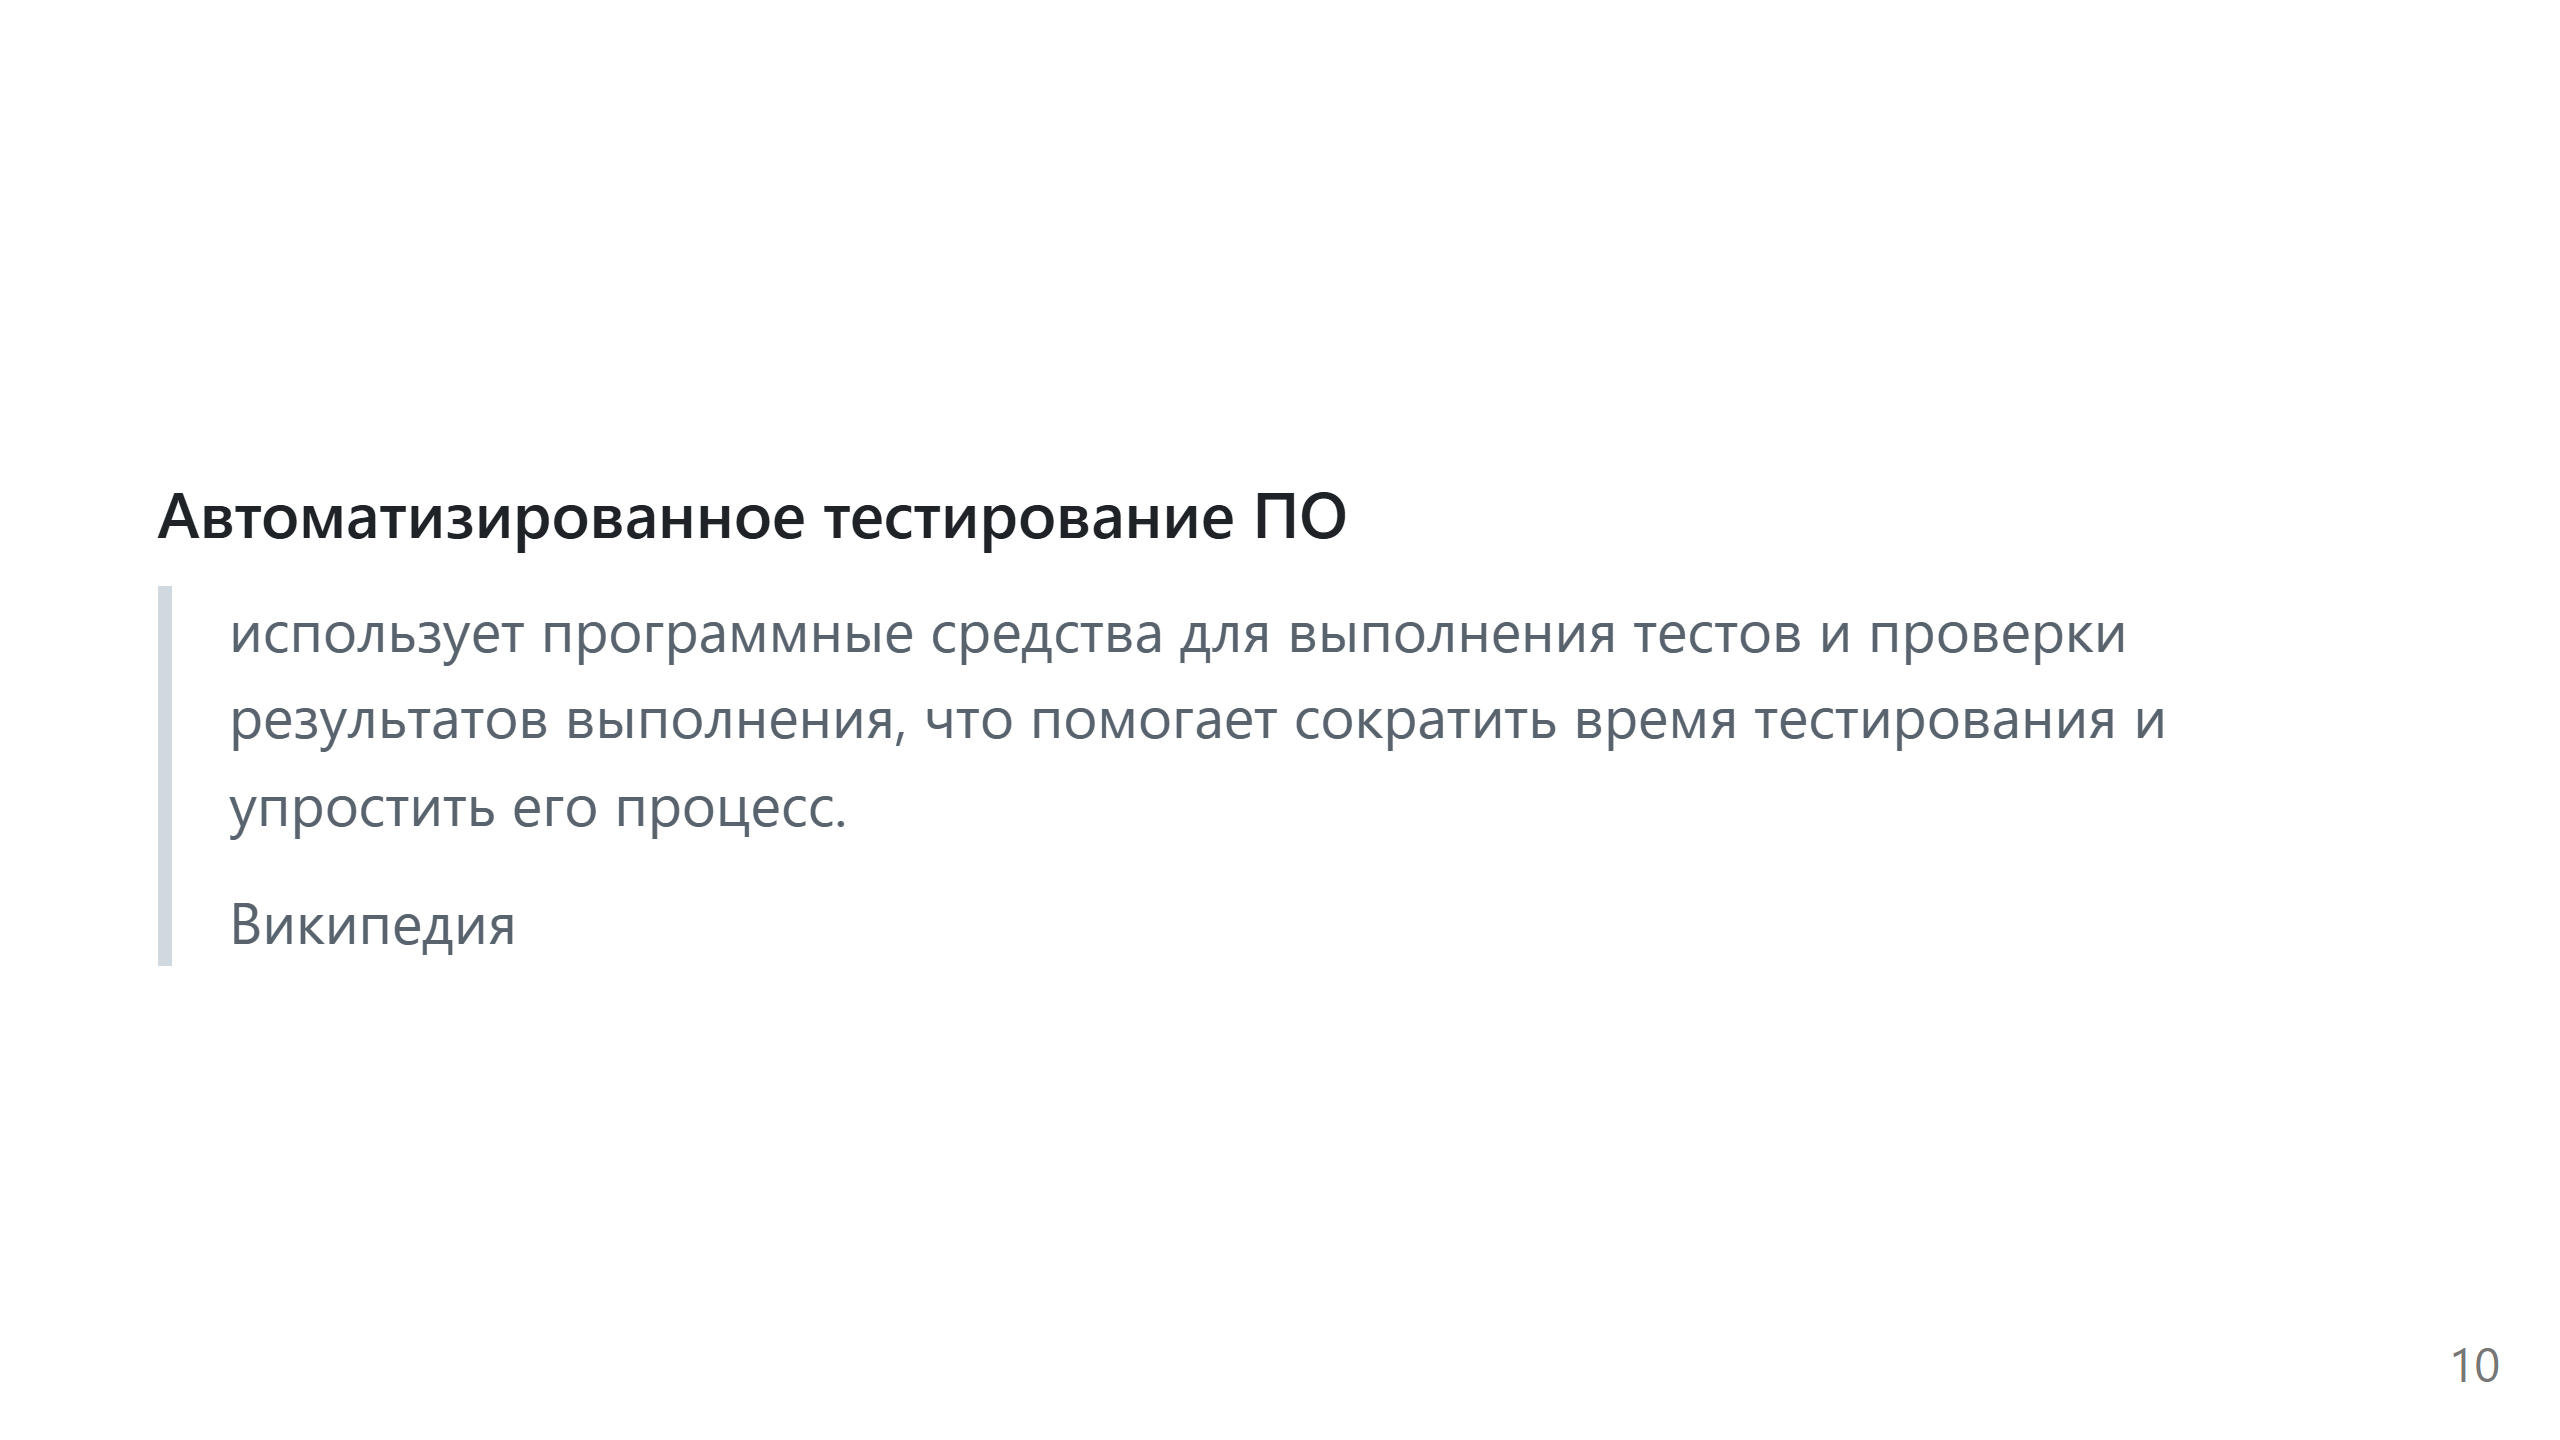 Автоматизированное тестирование ПО
использует программные средства для выполнения тестов и проверки
результатов выполнения, что помогает сократить время тестирования и
упростить его процесс.
Википедия
10